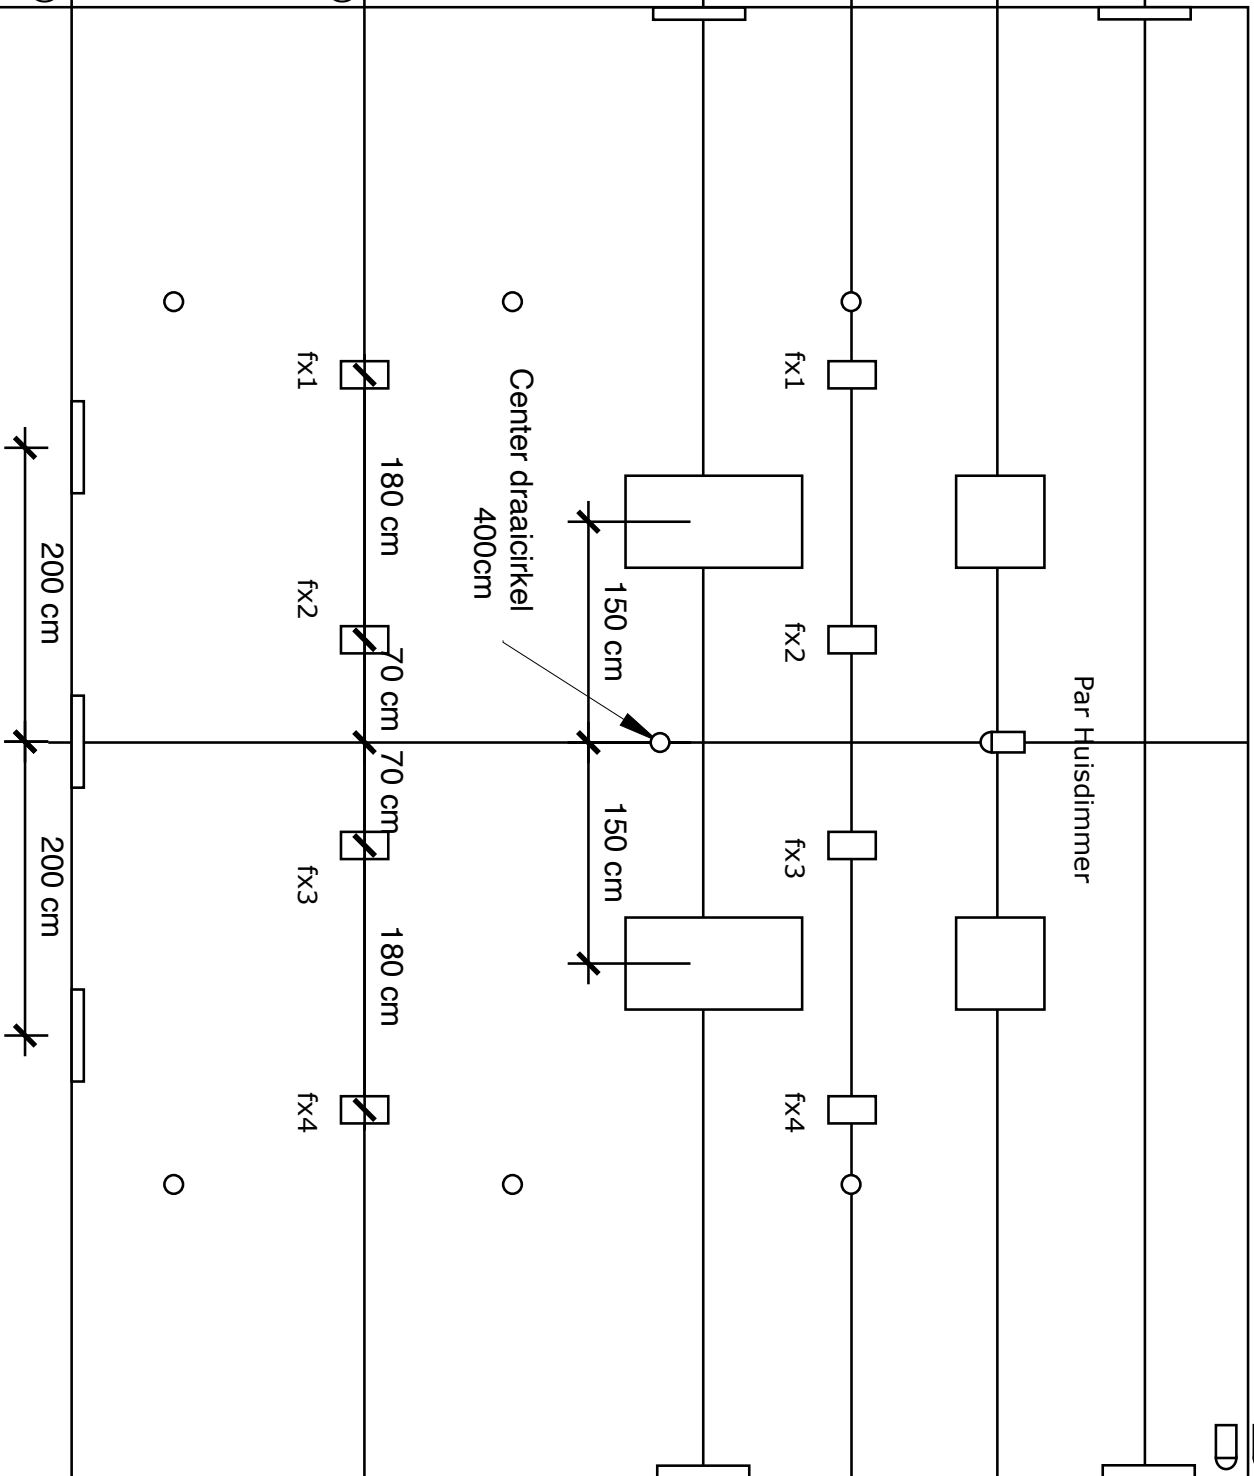 Par Huisdimmer
fx1
fx2
fx3
fx4
150 cm
150 cm
Center draaicirkel
400cm
180 cm
70 cm
70 cm
180 cm
fx1
fx2
fx3
fx4
200 cm
200 cm